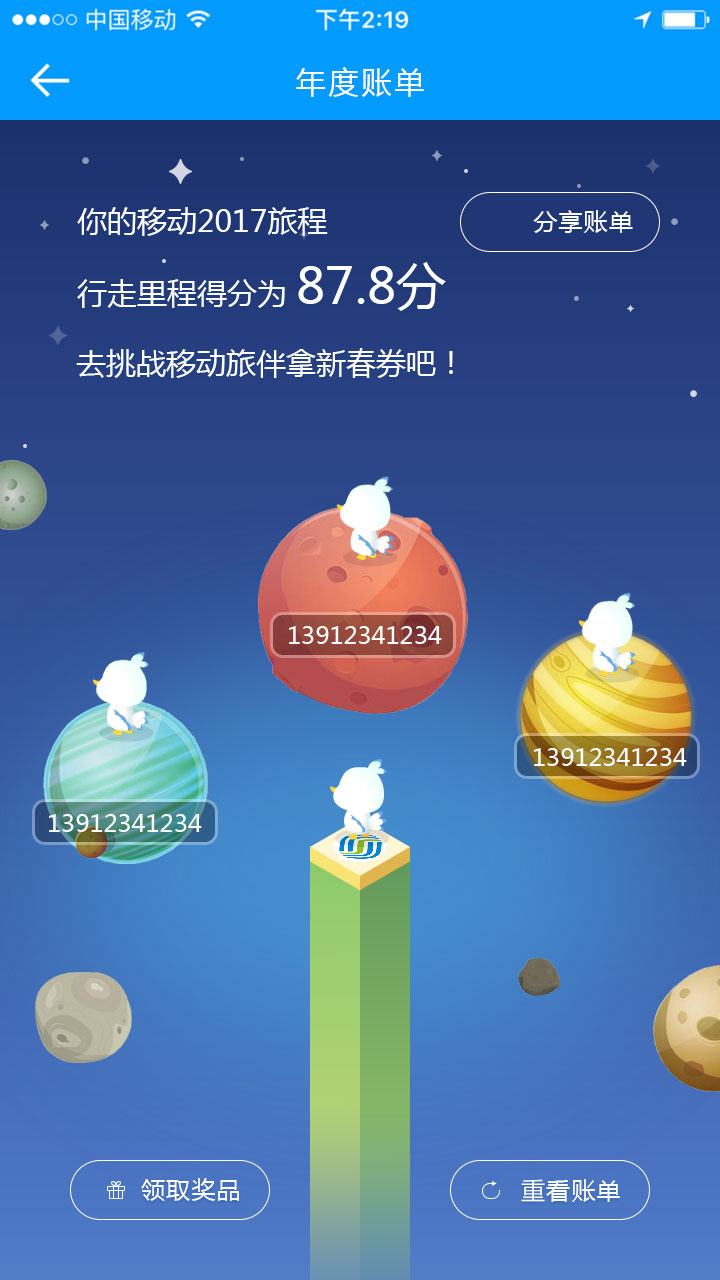 中国移动
下午2:19
年度账单
你的移动2017旅程
分享账单
行走里程得分为 87.8分
去挑战移动旅伴拿新春券吧！
13912341234
13912341234
13912341234
领取奖品
重看账单